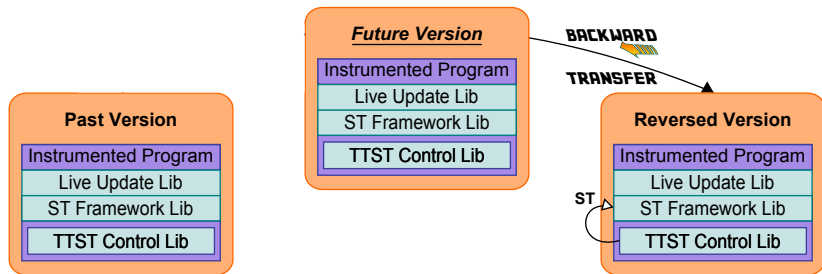 Future Version
Instrumented Program
Live Update Lib
ST Framework Lib
TTST Control Lib
BACKWARD
TRANSFER
Past Version
Instrumented Program
Live Update Lib
ST Framework Lib
TTST Control Lib
Reversed Version
Instrumented Program
Live Update Lib
ST Framework Lib
TTST Control Lib
ST